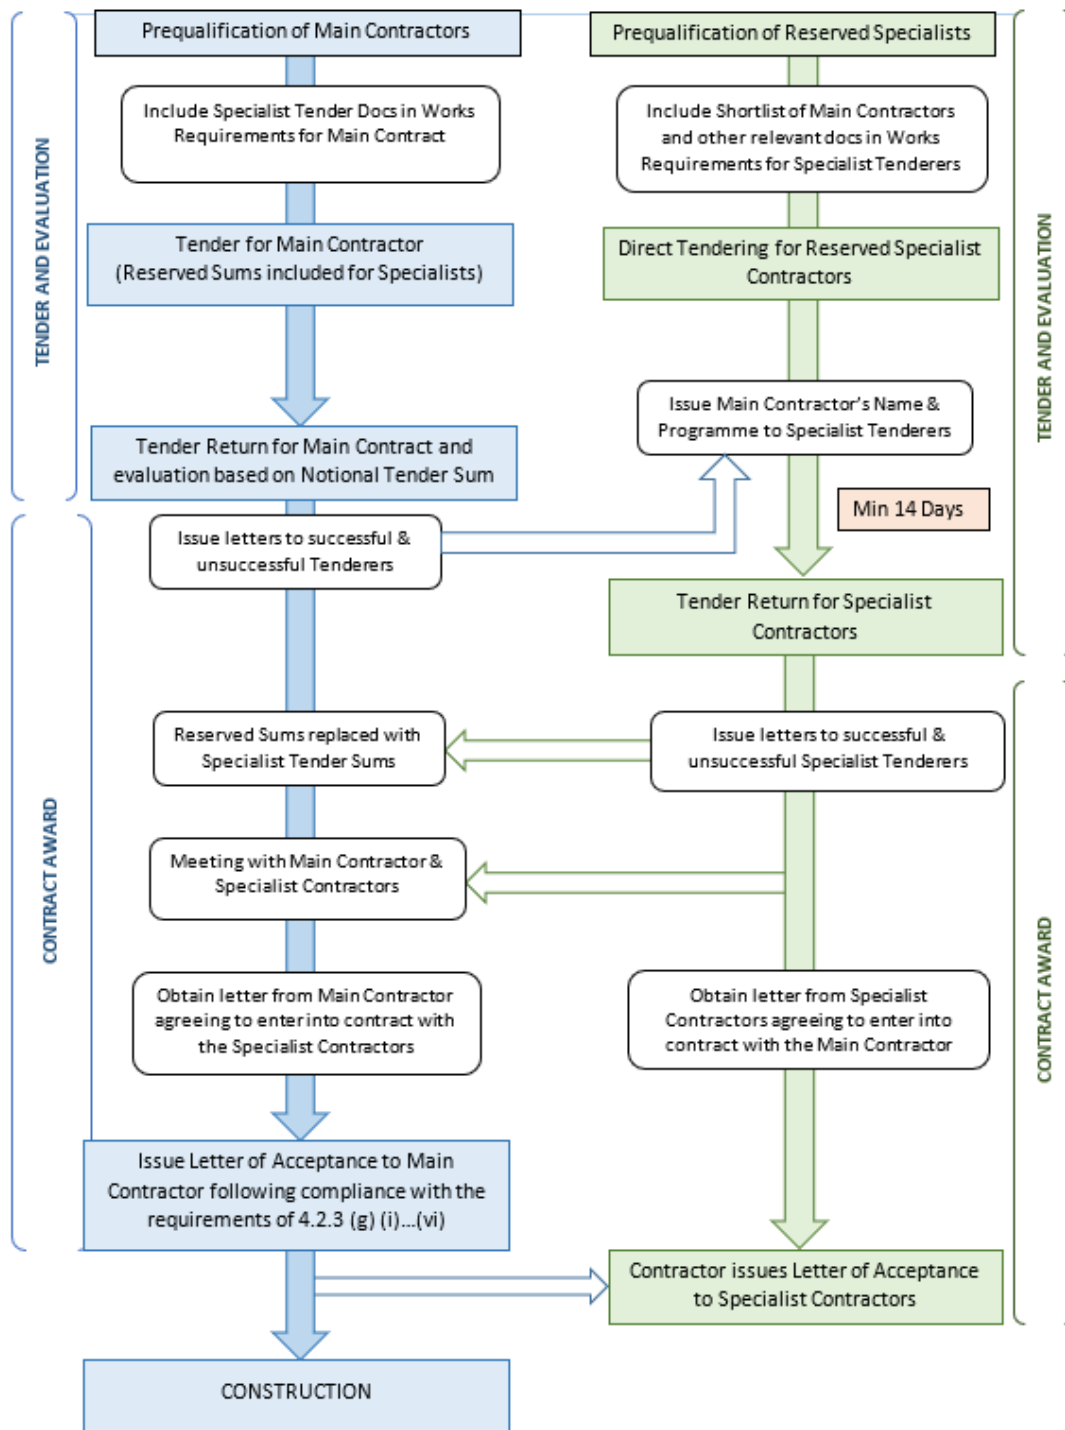 Prequalification of Main Contractors
Prequalification of Reserved Specialists
Include Specialist Tender Docs in Works
Requirements for Main Contract
Include Shortlist of Main Contractors
and other relevant docs in Works
Requirements for Specialist Tenderers
TENDER AND EVALUATION
TENDER AND EVALUATION
Tender for Main Contractor
(Reserved Sums included for Specialists)
Direct Tendering for Reserved Specialist
Contractors
Issue Main Contractor's Name &
Programme to Specialist Tenderers
Tender Return for Main Contract and
evaluation based on Notional Tender Sum
Min 14 Days
Issue letters to successful &
unsuccessful Tenderers
Tender Return for Specialist
Contractors
Reserved Sums replaced with
Specialist Tender Sums
Issue letters to successful &
unsuccessful Specialist Tenderers
CONTRACT AWARD
CONTRACT AWARD
Meeting with Main Contractor &
Specialist Contractors
Obtain letter from Main Contractor
agreeing to enter into contract with
the Specialist Contractors
Obtain letter from Specialist
Contractors agreeing to enter into
contract with the Main Contractor
Issue Letter of Acceptance to Main
Contractor following compliance with the
requirements of 4.2.3 (g) (i)...(vi)
Contractor issues Letter of Acceptance
to Specialist Contractors
CONSTRUCTION